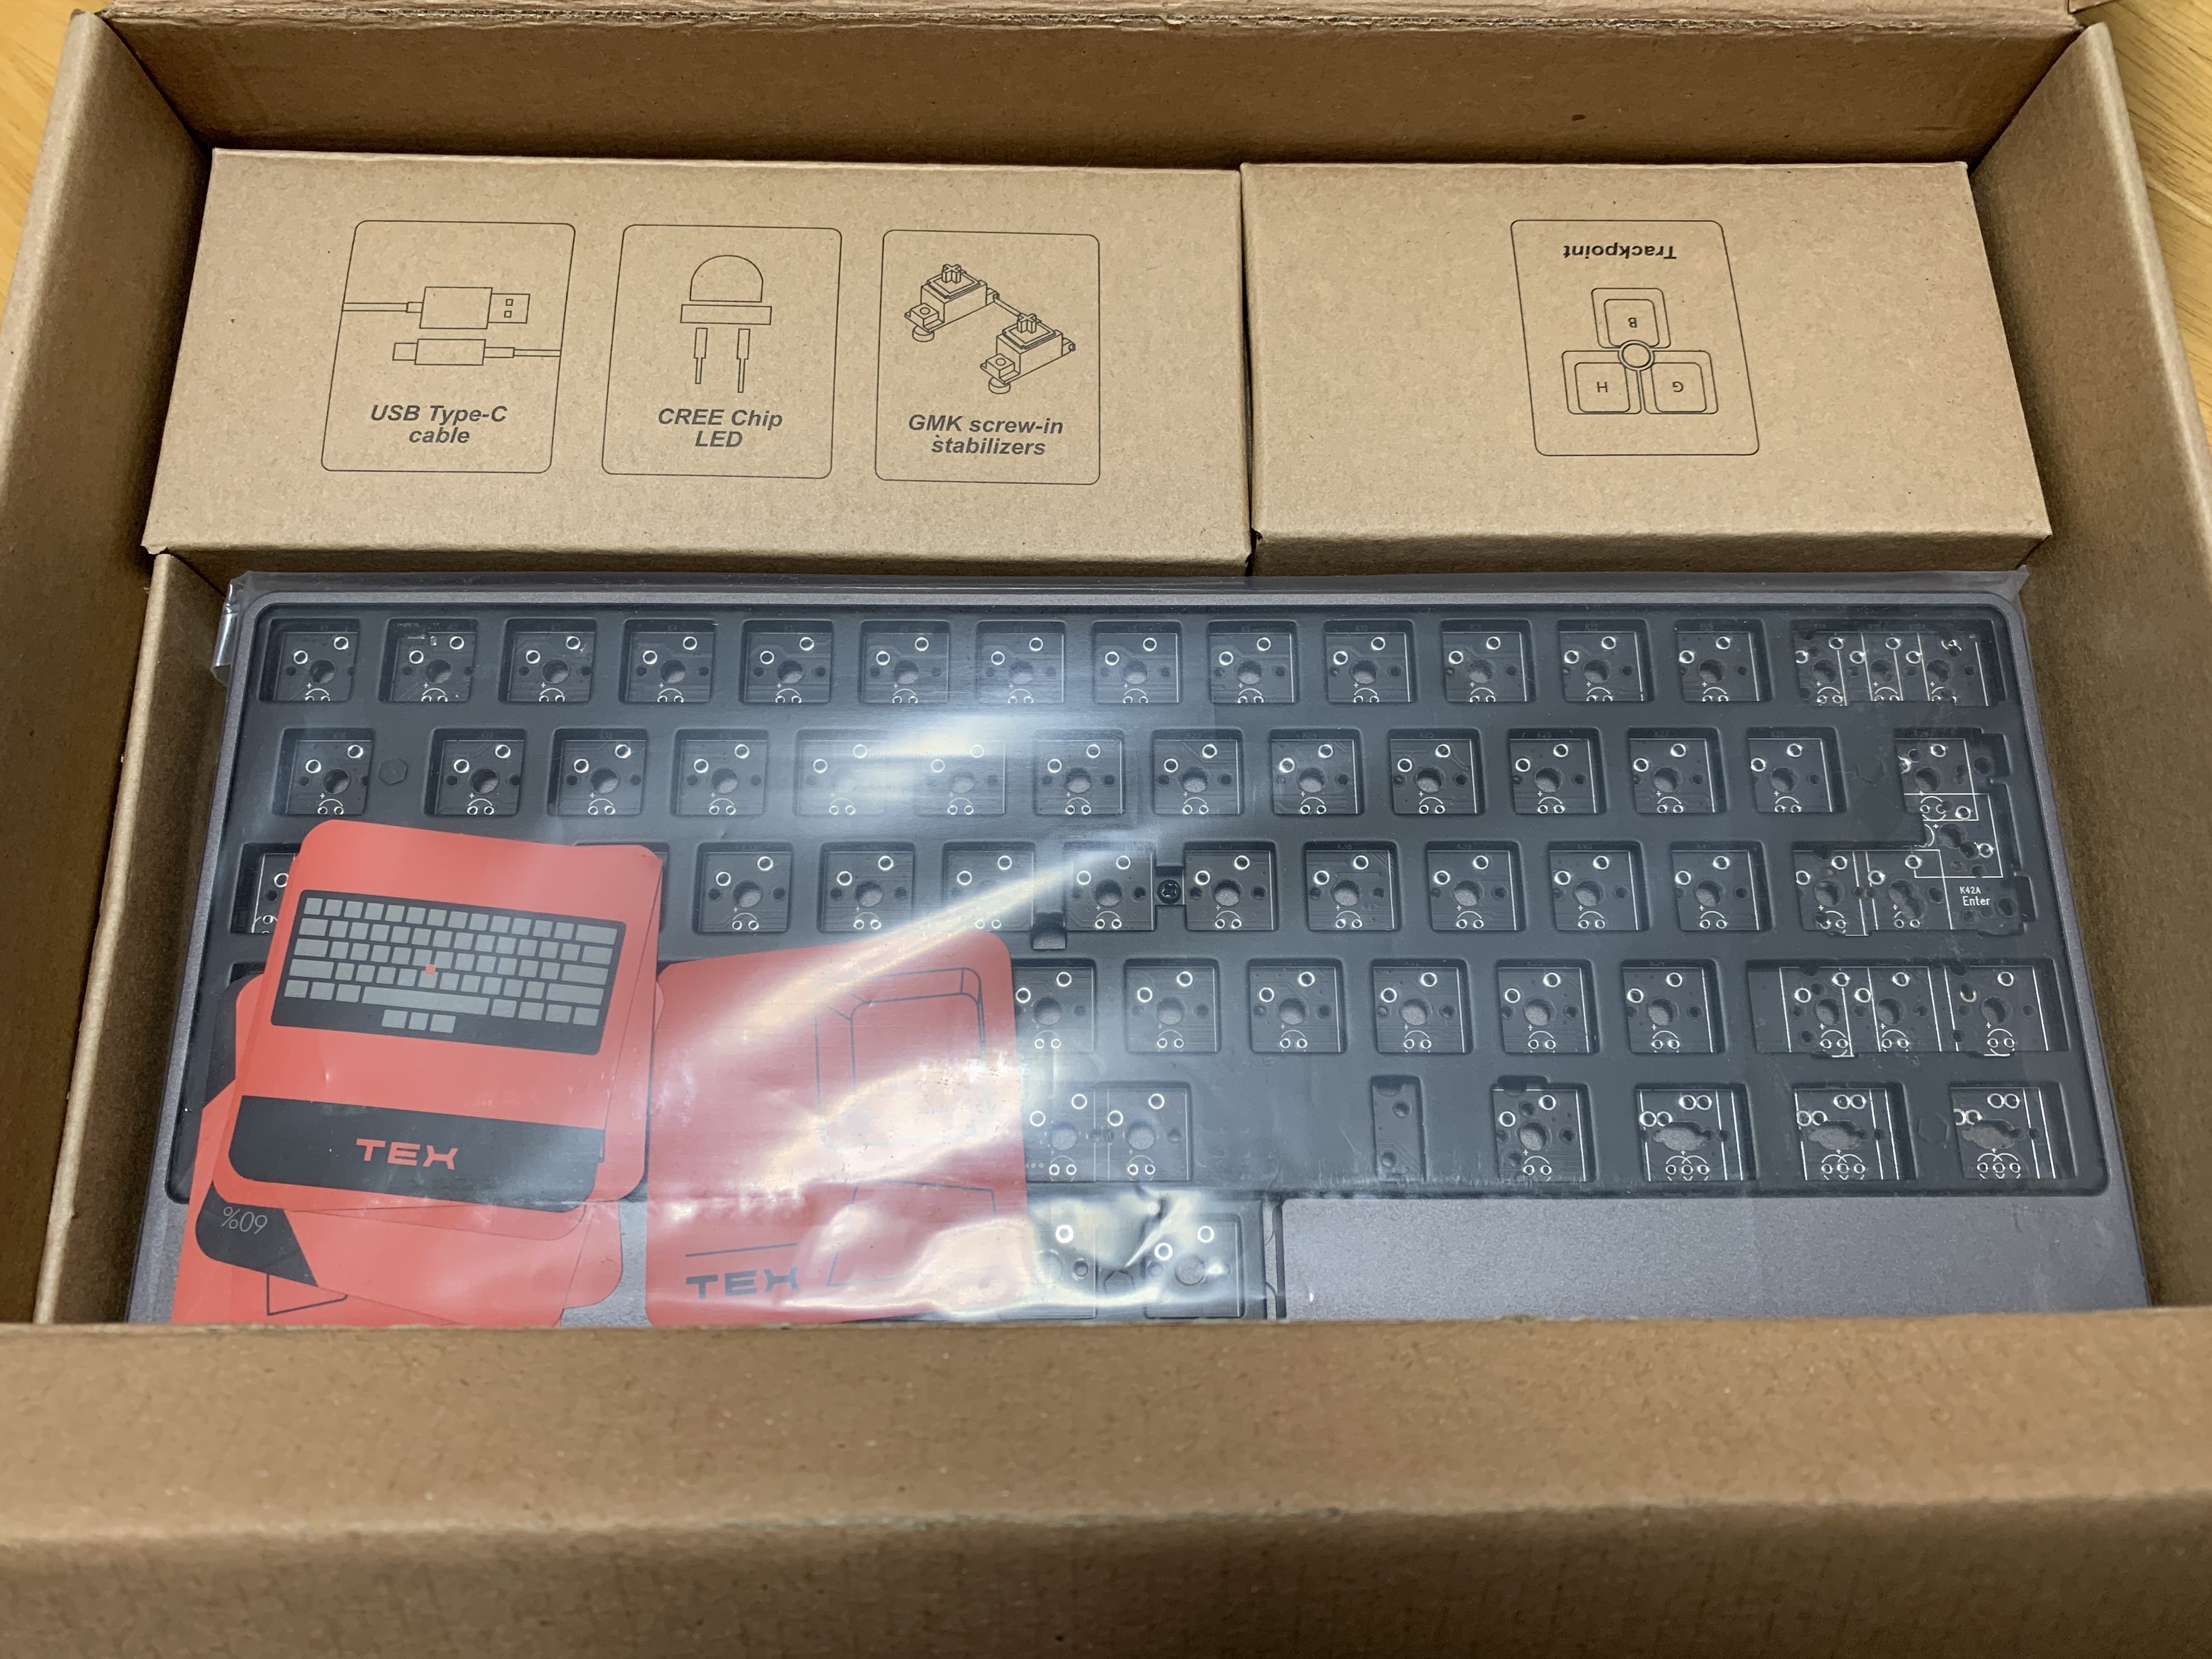 USB Type-C
cable
CREE Chip
LED
GMK screw-in
stabilizers
Trackpoint
B
H G
K42A
Enter
TEX
60%
TEX